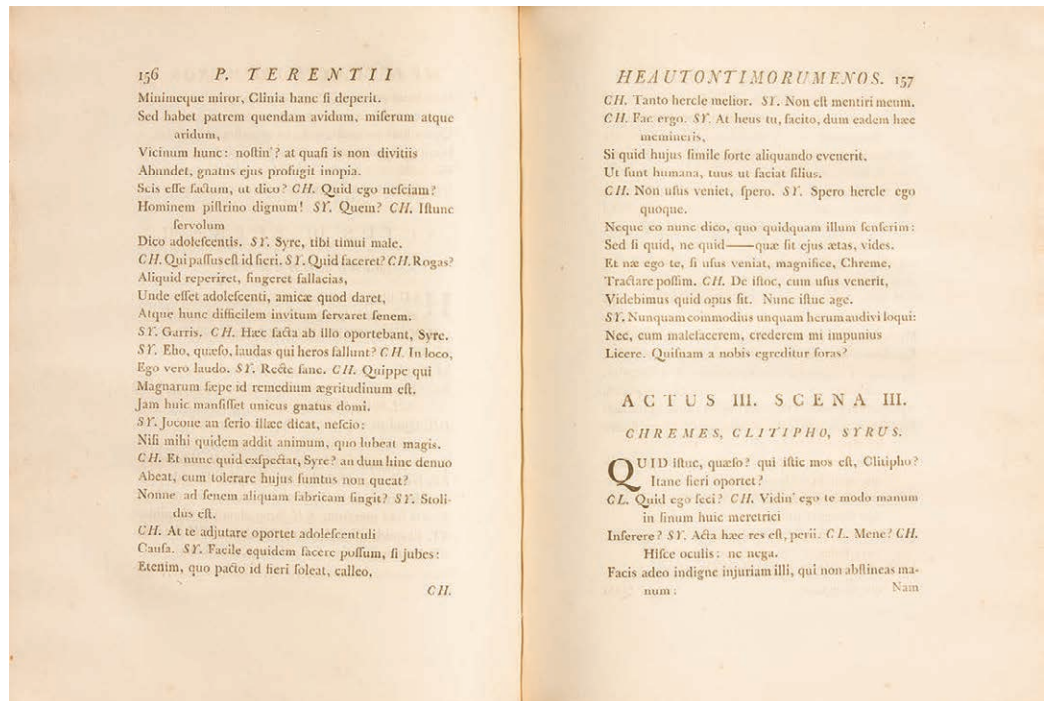 156 P. TERENTII
Minimeque miror, Clinia hanc ſi deperit.
Sed habet patrem quendam avidum, miſerum atque
aridum,
Vicinum hunc: noſtin'? at quaſi is non divitiis
Abundet, gnatus ejus profugit inopia.
Scis eſſe factum, ut dico? CH. Quid ego neſciam?
Hominem piſtrino dignum! SY. Quem? CH. Iſtunc
ſervolum
Dico adoleſcentis. SY. Syre, tibi timui male.
CH. Qui paſſus eſt id fieri. SY. Quid faceret? CH. Rogas?
Aliquid reperiret, fingeret fallacias,
Unde eſſet adoleſcenti, amicæ quod daret,
Atque hunc difficilem invitum ſervaret ſenem.
SY. Garris. CH. Hæc facta ab illo oportebant, Syre.
SY. Eho, quæſo, laudas qui heros fallunt? CH. In loco,
Ego vero laudo. SY. Recte ſane. CH. Quippe qui
Magnarum ſæpe id remedium ægritudinum eſt.
Jam huic manſiſſet unicus gnatus domi.
SY. Jocone an ſerio illæc dicat, neſcio:
Niſi mihi quidem addit animum, quo lubeat magis.
CH. Et nunc quid exſpectat, Syre? an dum hinc denuo
Abeat, cum tolerare hujus ſumtus non queat?
Nonne ad ſenem aliquam fabricam fingit? SY. Stoli-
dus eſt.
CH. At te adjutare oportet adoleſcentuli
Cauſa. SY. Facile equidem facere poſſum, ſi jubes:
Etenim, quo pacto id fieri ſoleat, calleo,
CH.
HEAUTONTIMORUMENOS. 157
CH. Tanto hercle melior. SY. Non eſt mentiri meum.
CH. Fac ergo. SY. At heus tu, facito, dum eadem hæc
memineris,
Si quid hujus ſimile forte aliquando evenerit,
Ut ſunt humana, tuus ut faciat filius.
CH. Non uſus veniet, ſpero. SY. Spero hercle ego
quoque.
Neque eo nunc dico, quo quidquam illum ſenſerim:
Sed ſi quid, ne quid——quæ ſit ejus ætas, vides.
Et næ ego te, ſi uſus veniat, magnifice, Chreme,
Tractare poſſim. CH. De iſtoc, cum uſus venerit,
Videbimus quid opus ſit. Nunc iſtuc age.
SY. Nunquam commodius unquam herum audivi loqui:
Nec, cum malefacerem, crederem mi impunius
Licere. Quiſnam a nobis egreditur foras?
ACTUS III. SCENA III.
CHREMES, CLITIPHO, SYRUS.
QUID iſtuc, quæſo? qui iſtic mos eſt, Clitipho?
Itane fieri oportet?
CL. Quid ego feci? CH. Vidin' ego te modo manum
in ſinum huic meretrici
Inſerere? SY. Acta hæc res eſt, perii. CL. Mene? CH.
Hiſce oculis: ne nega.
Facis adeo indigne injuriam illi, qui non abſtineas ma-
num:
Nam